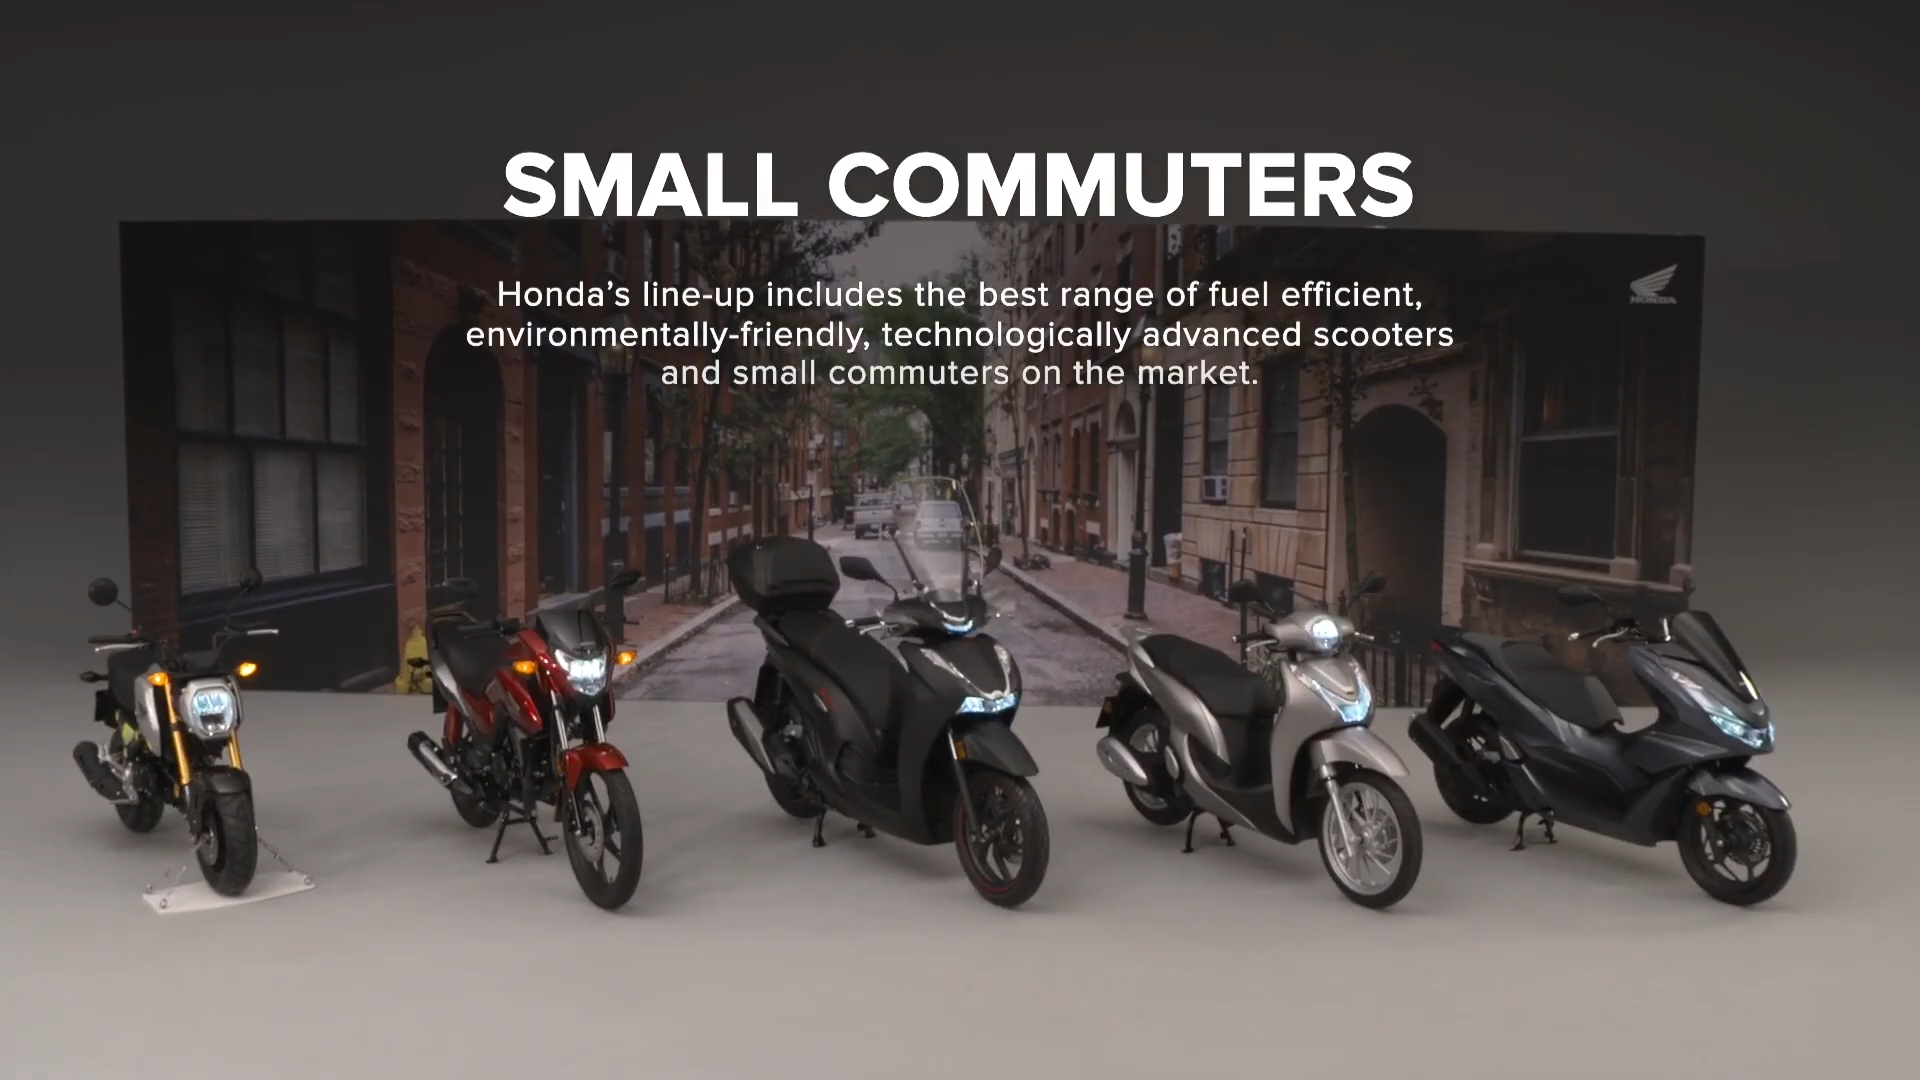 SMALL COMMUTERS
Honda’s line-up includes the best range of fuel efficient,
environmentally-friendly, technologically advanced scooters
and small commuters on the market.
HONDA